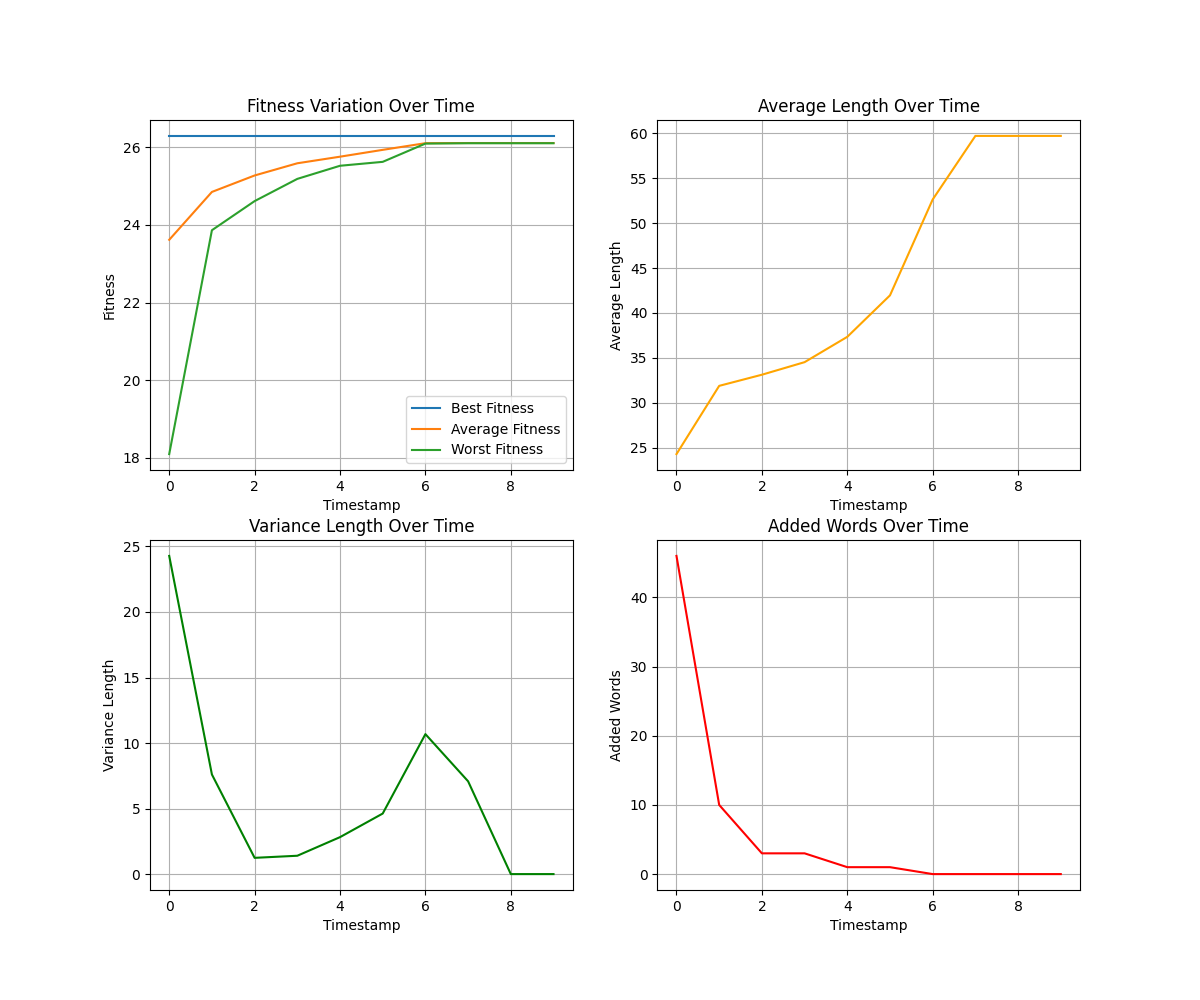 Fitness Variation Over Time
Fitness
26
24
22
20
18
Best Fitness
Average Fitness
Worst Fitness
0 2 4 6 8
Timestamp
Average Length Over Time
Average Length
60
55
50
45
40
35
30
25
0 2 4 6 8
Timestamp
Variance Length Over Time
Variance Length
25
20
15
10
5
0
0 2 4 6 8
Timestamp
Added Words Over Time
Added Words
40
30
20
10
0
0 2 4 6 8
Timestamp